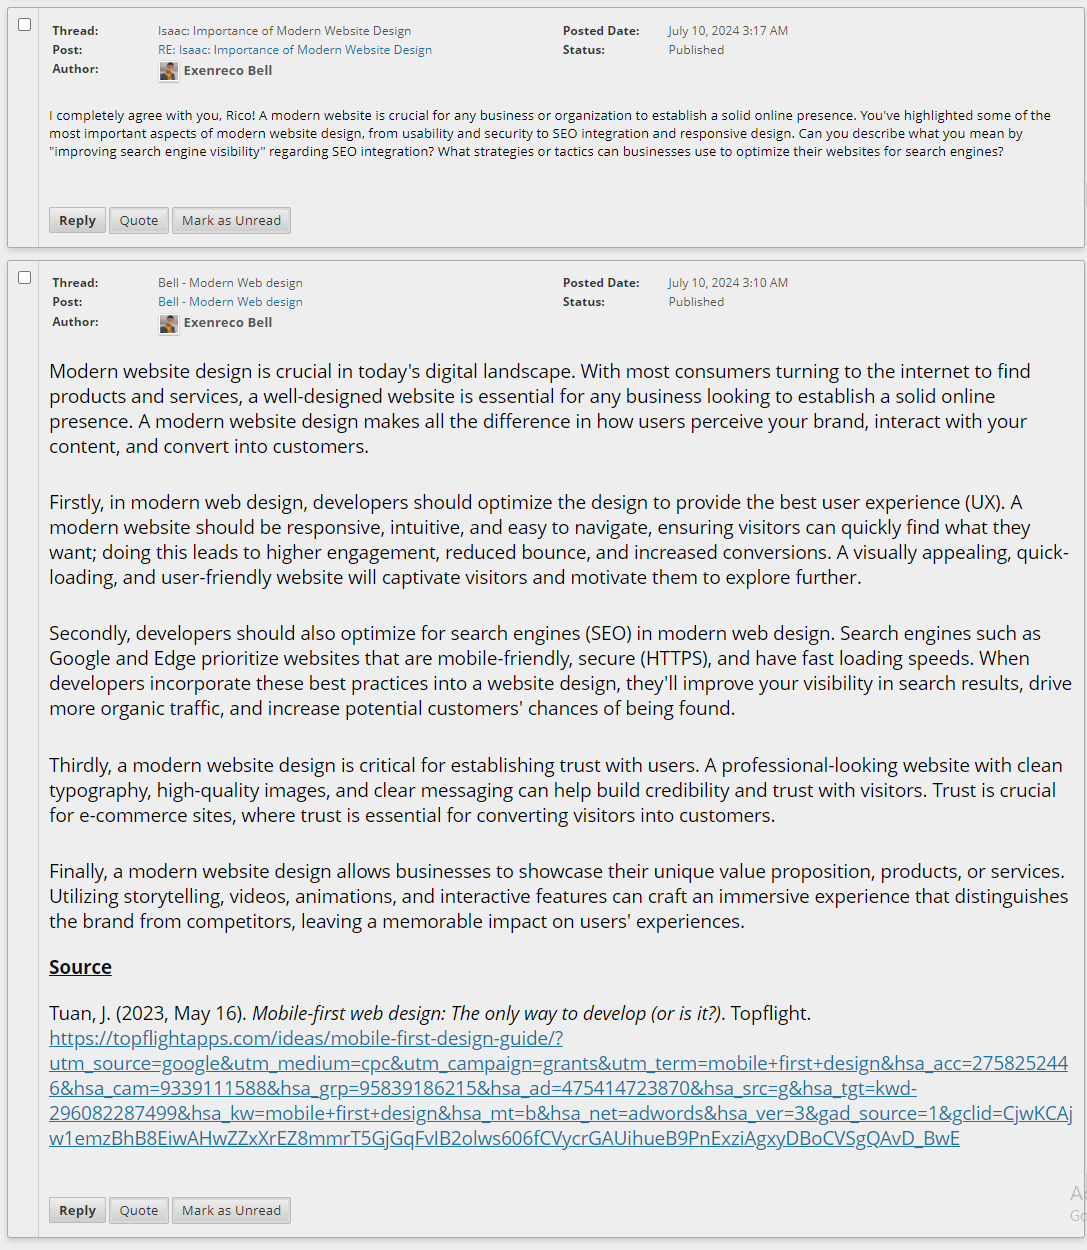 Thread: Isaac: Importance of Modern Website Design Posted Date: July 10, 2024 3:17 AM
Post: RE: Isaac: Importance of Modern Website Design Status: Published
Author: Exenreco Bell
I completely agree with you, Rico! A modern website is crucial for any business or organization to establish a solid online presence. You've highlighted some of the
most important aspects of modern website design, from usability and security to SEO integration and responsive design. Can you describe what you mean by
"improving search engine visibility" regarding SEO integration? What strategies or tactics can businesses use to optimize their websites for search engines?
Reply Quote Mark as Unread
Thread: Bell - Modern Web design Posted Date: July 10, 2024 3:10 AM
Post: Bell - Modern Web design Status: Published
Author: Exenreco Bell
Modern website design is crucial in today's digital landscape. With most consumers turning to the internet to find
products and services, a well-designed website is essential for any business looking to establish a solid online
presence. A modern website design makes all the difference in how users perceive your brand, interact with your
content, and convert into customers.
Firstly, in modern web design, developers should optimize the design to provide the best user experience (UX). A
modern website should be responsive, intuitive, and easy to navigate, ensuring visitors can quickly find what they
want; doing this leads to higher engagement, reduced bounce, and increased conversions. A visually appealing, quick-
loading, and user-friendly website will captivate visitors and motivate them to explore further.
Secondly, developers should also optimize for search engines (SEO) in modern web design. Search engines such as
Google and Edge prioritize websites that are mobile-friendly, secure (HTTPS), and have fast loading speeds. When
developers incorporate these best practices into a website design, they'll improve your visibility in search results, drive
more organic traffic, and increase potential customers' chances of being found.
Thirdly, a modern website design is critical for establishing trust with users. A professional-looking website with clean
typography, high-quality images, and clear messaging can help build credibility and trust with visitors. Trust is crucial
for e-commerce sites, where trust is essential for converting visitors into customers.
Finally, a modern website design allows businesses to showcase their unique value proposition, products, or services.
Utilizing storytelling, videos, animations, and interactive features can craft an immersive experience that distinguishes
the brand from competitors, leaving a memorable impact on users' experiences.
Source
Tuan, J. (2023, May 16). Mobile-first web design: The only way to develop (or is it?). Topflight.
https://topflightapps.com/ideas/mobile-first-design-guide/?
utm_source=google&utm_medium=cpc&utm_campaign=grants&utm_term=mobile+first+design&hsa_acc=275825244
6&hsa_cam=9339111588&hsa_grp=95839186215&hsa_ad=475414723870&hsa_src=g&hsa_tgt=kwd-
296082287499&hsa_kw=mobile+first+design&hsa_mt=b&hsa_net=adwords&hsa_ver=3&gad_source=1&gclid=CjwKCAj
w1emzBhB8EiwAHwZZxXrEZ8mmrT5GjGqFvIB2olws606fCVycrGAUihueB9PnExziAgxyDBoCVSgQAvD_BwE
Reply Quote Mark as Unread